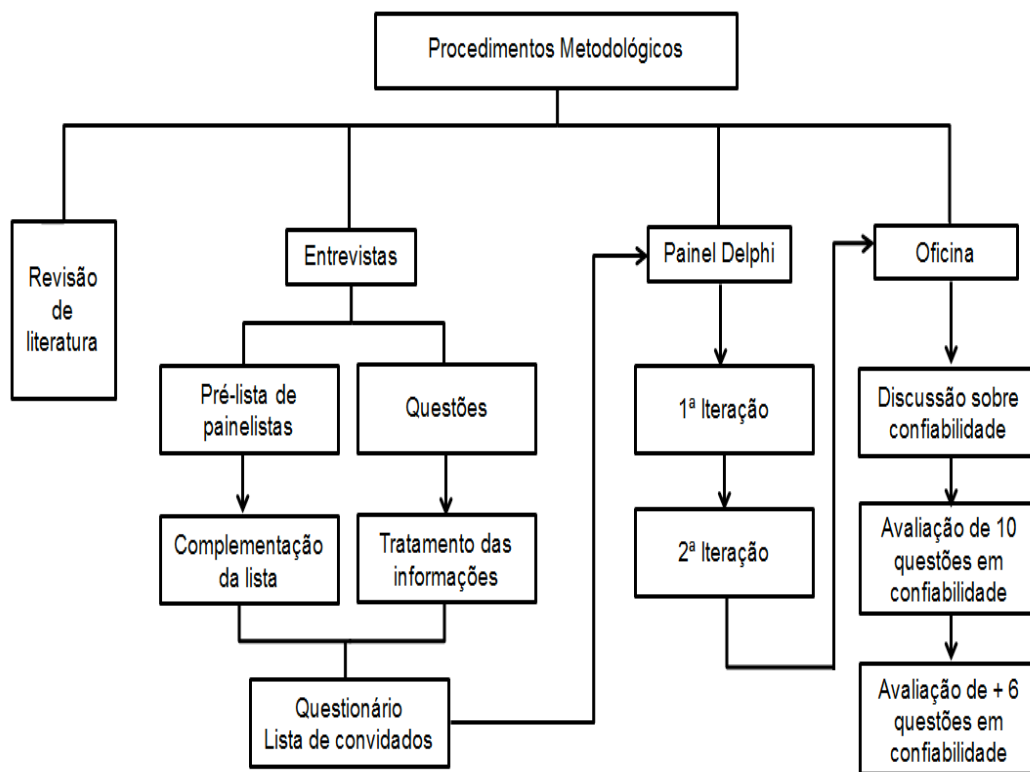 Procedimentos Metodológicos
Revisão
de
literatura
Entrevistas
Painel Delphi
Oficina
Pré-lista de
painelistas
Questões
1ª Iteração
Discussão sobre
confiabilidade
Complementação
da lista
Tratamento das
informações
2ª Iteração
Avaliação de 10
questões em
confiabilidade
Questionário
Lista de convidados
Avaliação de + 6
questões em
confiabilidade